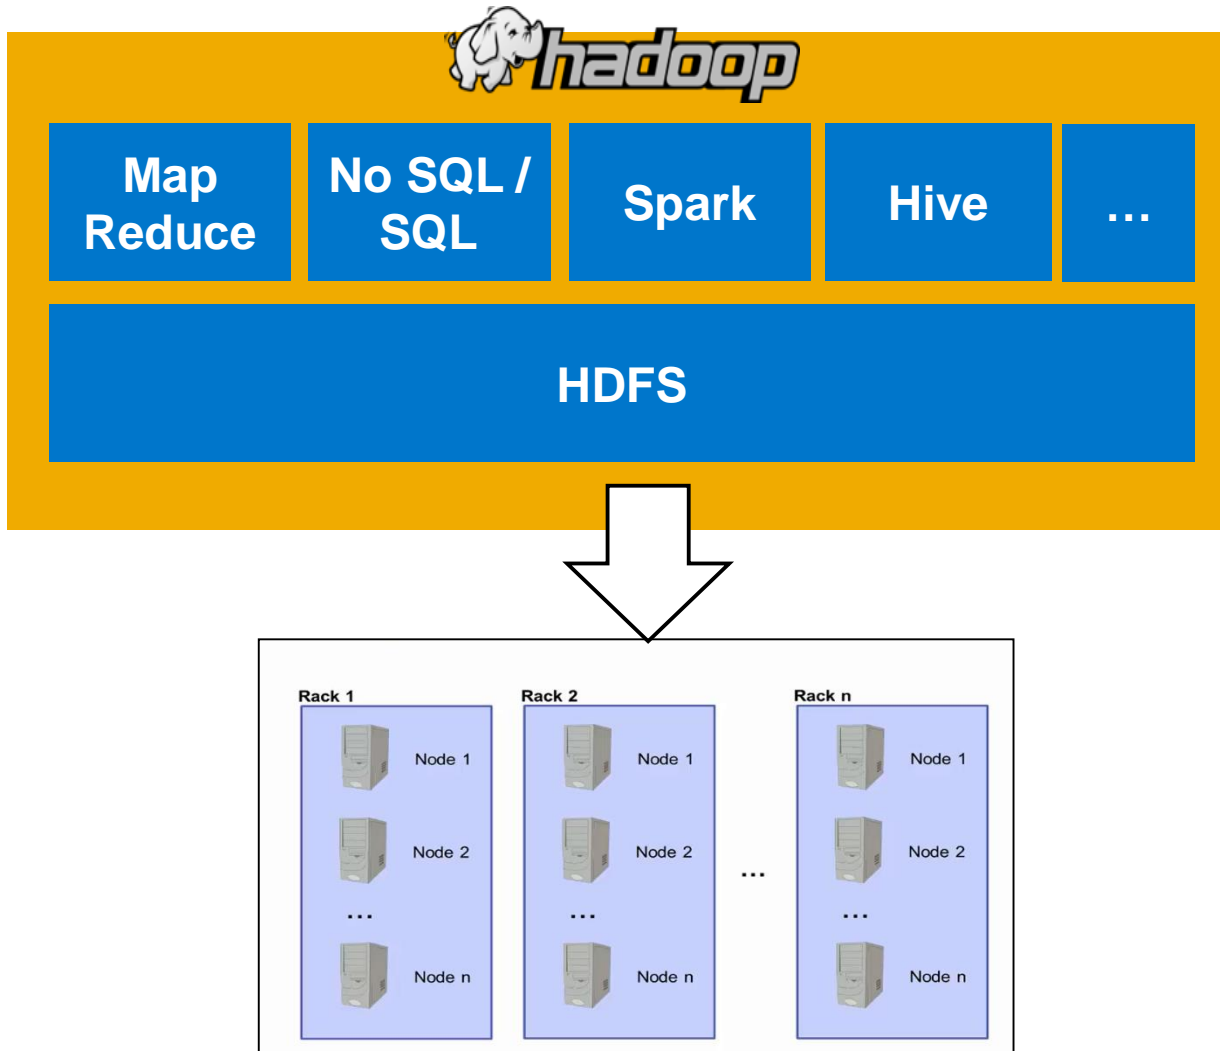 hadoop
Map
Reduce
No SQL /
SQL
Spark
Hive
...
HDFS
Rack 1
Rack 2
Rack n
Node 1
Node 1
Node 1
Node 2
Node 2
...
Node 2
...
...
...
Node n
Node n
Node n